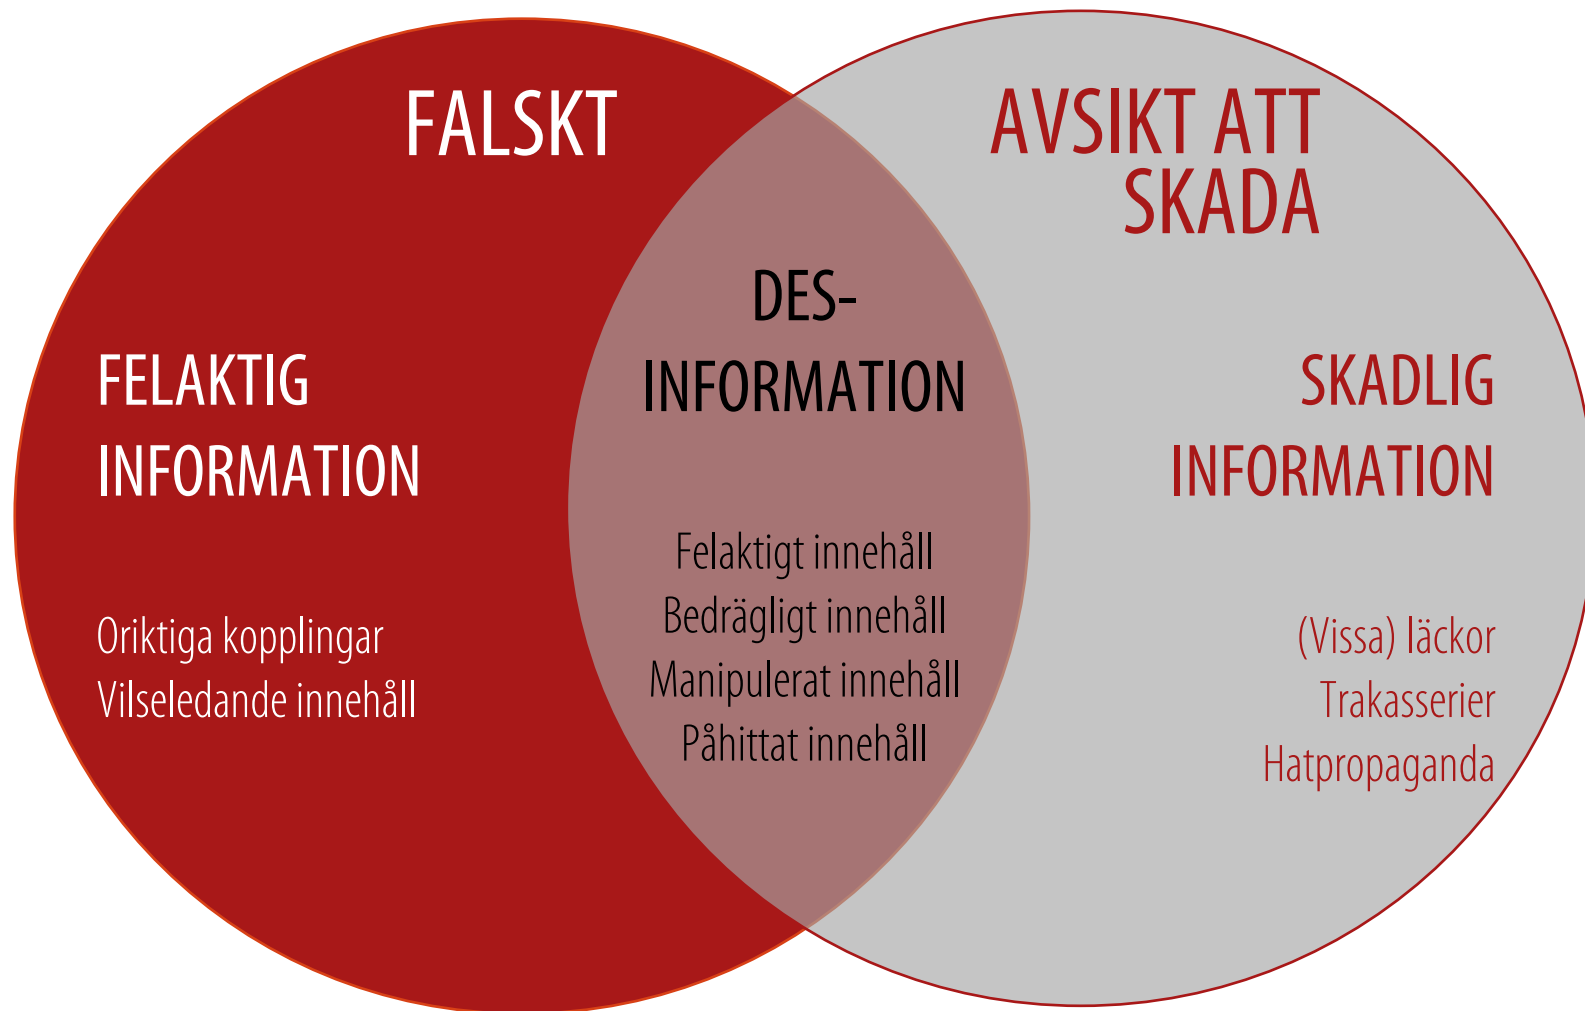 FALSKT
FELAKTIG
INFORMATION
Oriktiga kopplingar
Vilseledande innehåll
DES-
INFORMATION
Felaktigt innehåll
Bedrägligt innehåll
Manipulerat innehåll
Påhittat innehåll
AVSIKT ATT
SKADA
SKADLIG
INFORMATION
(Vissa) läckor
Trakasserier
Hatpropaganda